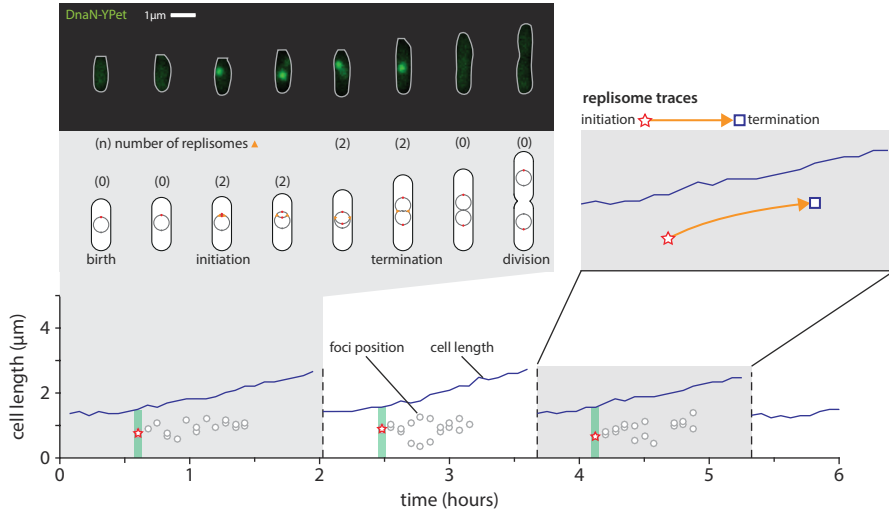 DnaN-YPet 1μm
(n) number of replisomes
(2) (2) (0) (0)
(0) (0) (2) (2)
birth initiation termination division
replisome traces
initiation termination
foci position cell length
cell length (μm)
4
2
0
0 1 2 3 4 5 6
time (hours)